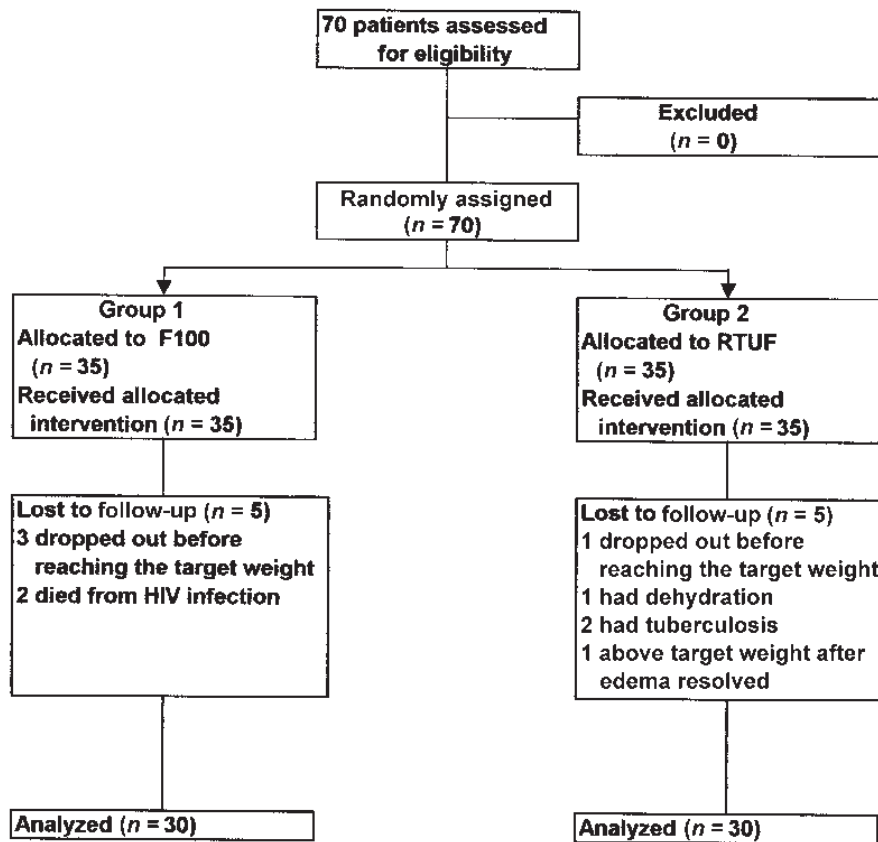 70 patients assessed
for eligibility
Excluded
(n = 0)
Randomly assigned
(n = 70)
Group 1
Allocated to F100
(n = 35)
Received allocated
intervention (n = 35)
Group 2
Allocated to RTUF
(n = 35)
Received allocated
intervention (n = 35)
Lost to follow-up (n = 5)
3 dropped out before
reaching the target weight
2 died from HIV infection
Lost to follow-up (n = 5)
1 dropped out before
reaching the target weight
1 had dehydration
2 had tuberculosis
1 above target weight after
edema resolved
Analyzed (n = 30)
Analyzed (n = 30)